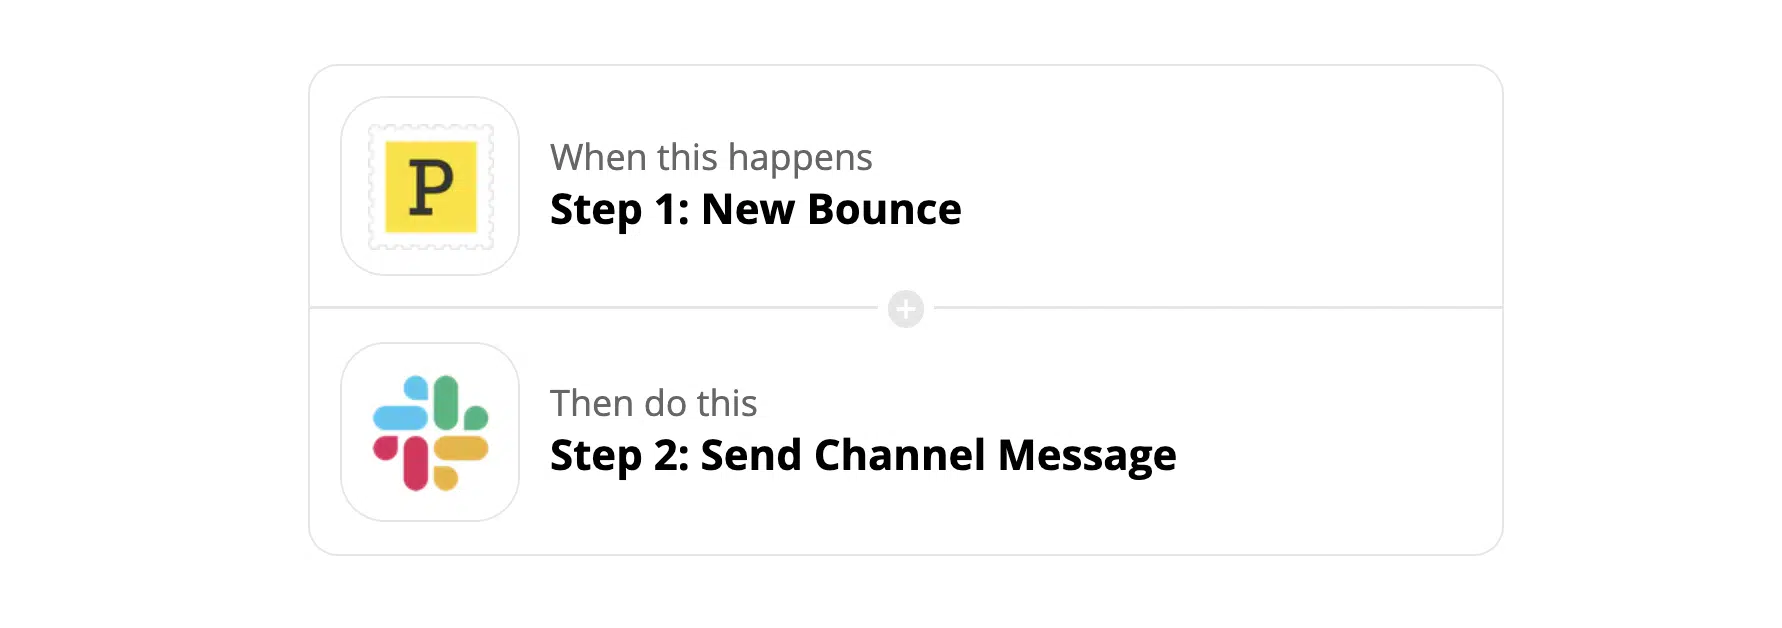 P
When this happens
Step 1: New Bounce
Then do this
Step 2: Send Channel Message